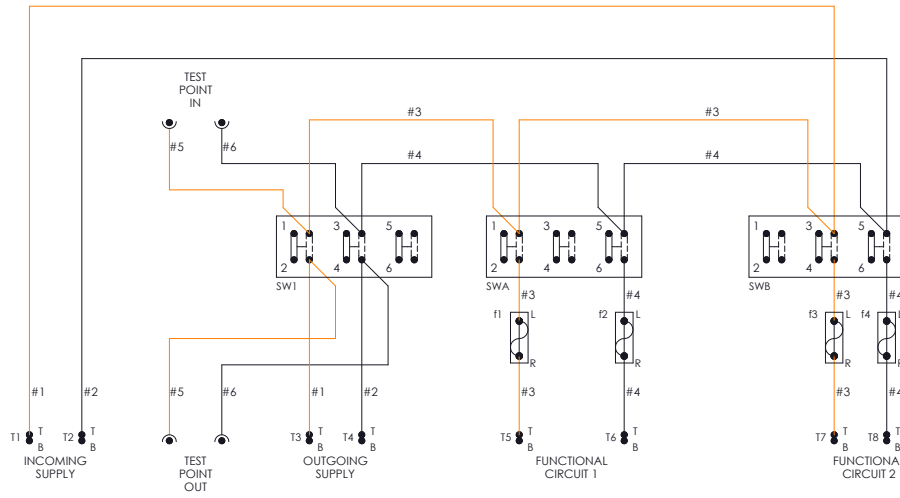 TEST
POINT
IN
#3
#3
#5
#6
#4
#4
1
3
5
2
4
6
SW1
1
3
5
2
4
6
SWA
1
3
5
2
4
6
SWB
#3
#4
#3
#4
f1
L
R
f2
L
R
f3
L
R
f4
L
#1
#2
#5
#6
#1
#2
#3
#4
#3
#4
T1
T
B
T2
T
B
T3
T
B
T4
T
B
T5
T
B
T6
T
B
T7
T
B
T8
T
B
INCOMING
SUPPLY
TEST
POINT
OUT
OUTGOING
SUPPLY
FUNCTIONAL
CIRCUIT 1
FUNCTIONA
CIRCUIT 2